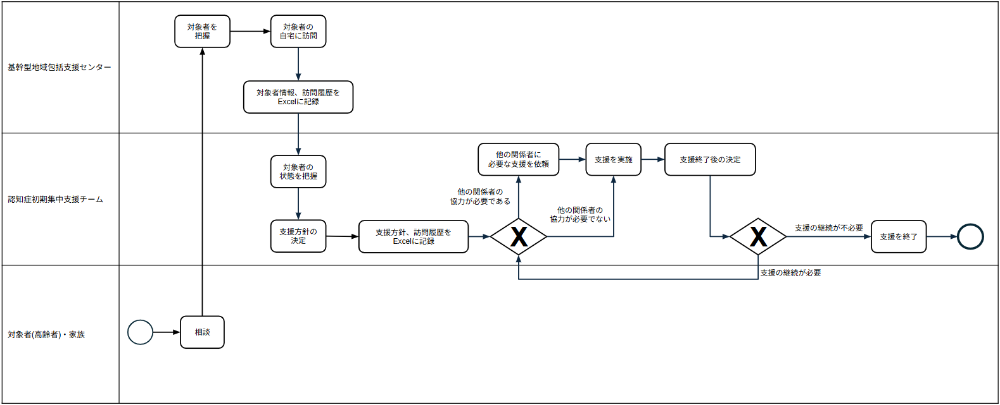 基幹型地域包括支援センター
対象者を
把握
対象者の
自宅に訪問
対象者情報、訪問履歴を
Excelに記録
認知症初期集中支援チーム
対象者の
状態を把握
支援方針の
決定
支援方針、訪問履歴を
Excelに記録
X
他の関係者の
協力が必要である
他の関係者に
必要な支援を依頼
他の関係者の
協力が必要でない
支援を実施
支援終了後の決定
X
支援の継続が不必要
支援を終了
支援の継続が必要
対象者(高齢者)・家族
相談